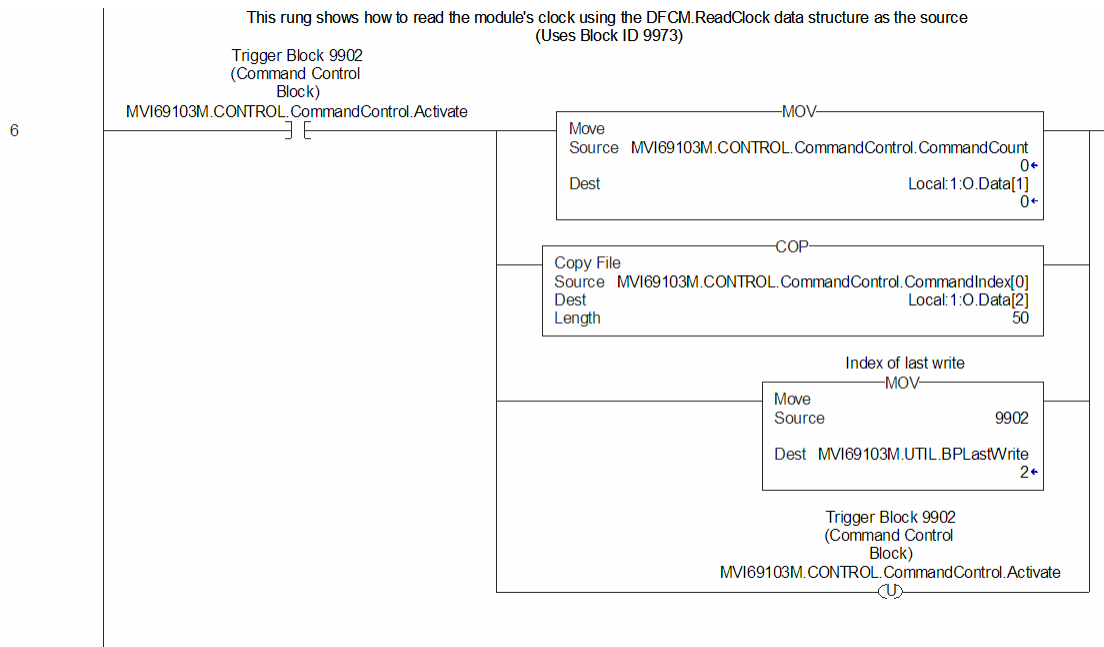 This rung shows how to read the module's clock using the DFCM.ReadClock data structure as the source
(Uses Block ID 9973)
Trigger Block 9902
(Command Control
Block)
MVI69103M.CONTROL.CommandControl.Activate
6
MOV
Move
Source MVI69103M.CONTROL.CommandControl.CommandCount
0
Dest Local:1:O.Data[1]
0
COP
Copy File
Source MVI69103M.CONTROL.CommandControl.CommandIndex[0]
Dest Local:1:O.Data[2]
Length 50
Index of last write
MOV
Move
Source 9902
Dest MVI69103M.UTIL.BPLastWrite
2
Trigger Block 9902
(Command Control
Block)
MVI69103M.CONTROL.CommandControl.Activate
U